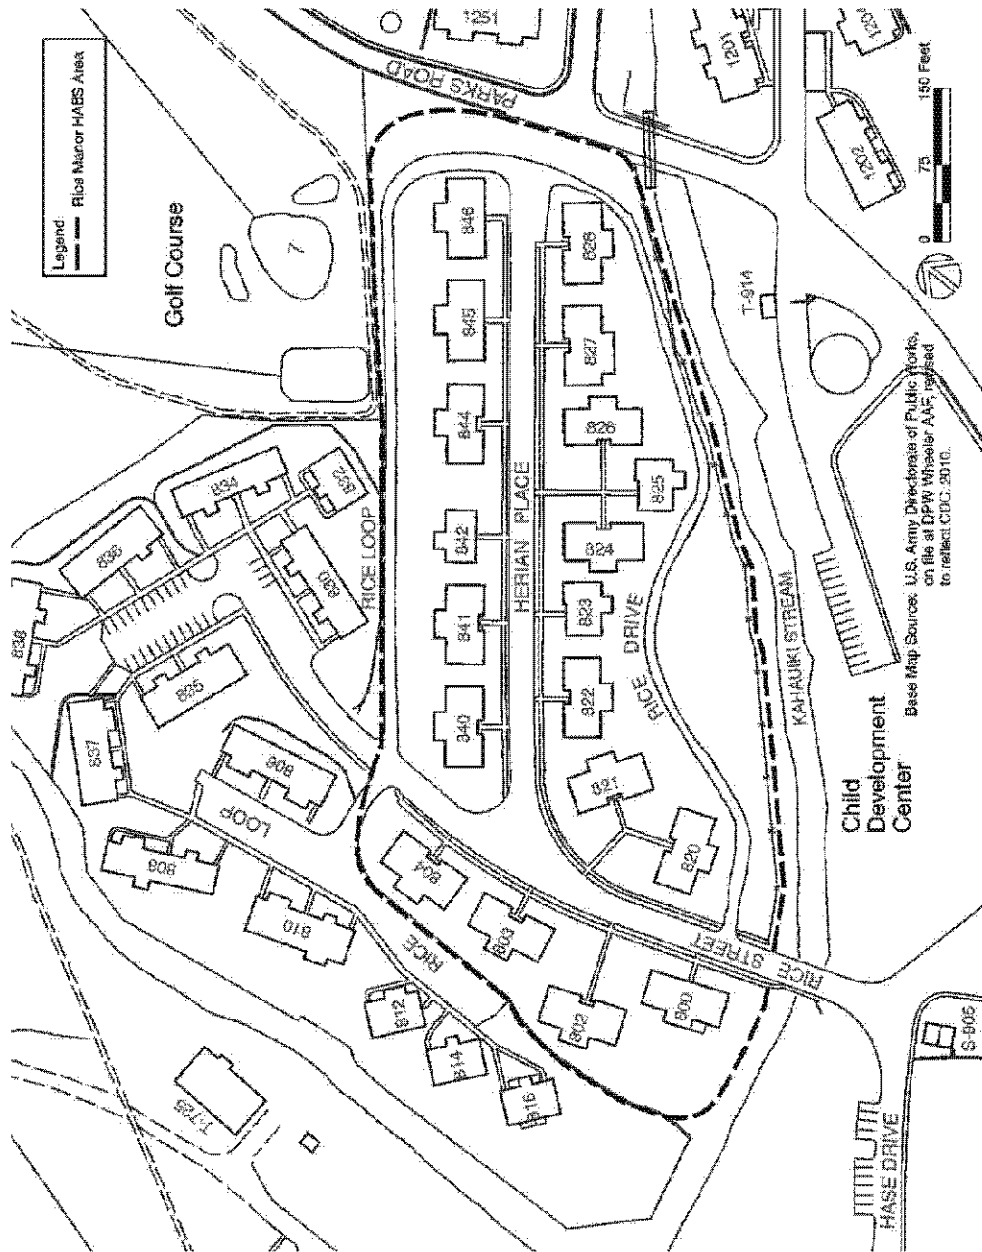 Legend:
Rice Manor HABS Area
Golf Course
7
PARKS ROAD
1251
1201
1202
0 75 150 Feet
T-914
846
845
844
842
841
840
HERIAN PLACE
RICE LOOP
827
826
825
824
823
822
821
820
RICE DRIVE
KAHAUIKI STREAM
832
834
830
836
838
837
806
LOOP
RICE
810
812
814
816
804
803
802
800
RICE STREET
Child
Development
Center
Base Map Source: U.S. Army Directorate of Public Works,
on file at DPW Wheeler AAF, revised
to reflect CDC, 2010.
HASE DRIVE
S-905
T-725